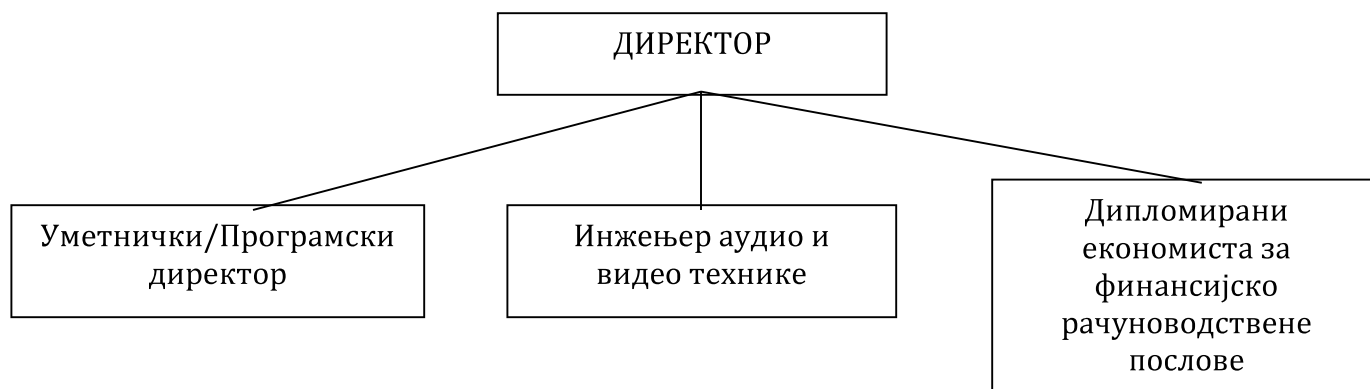 ДИРЕКТОР
Уметнички/Програмски
директор
Инжењер аудио и
видео технике
Дипломирани
економиста за
финансијско
рачуноводствене
послове